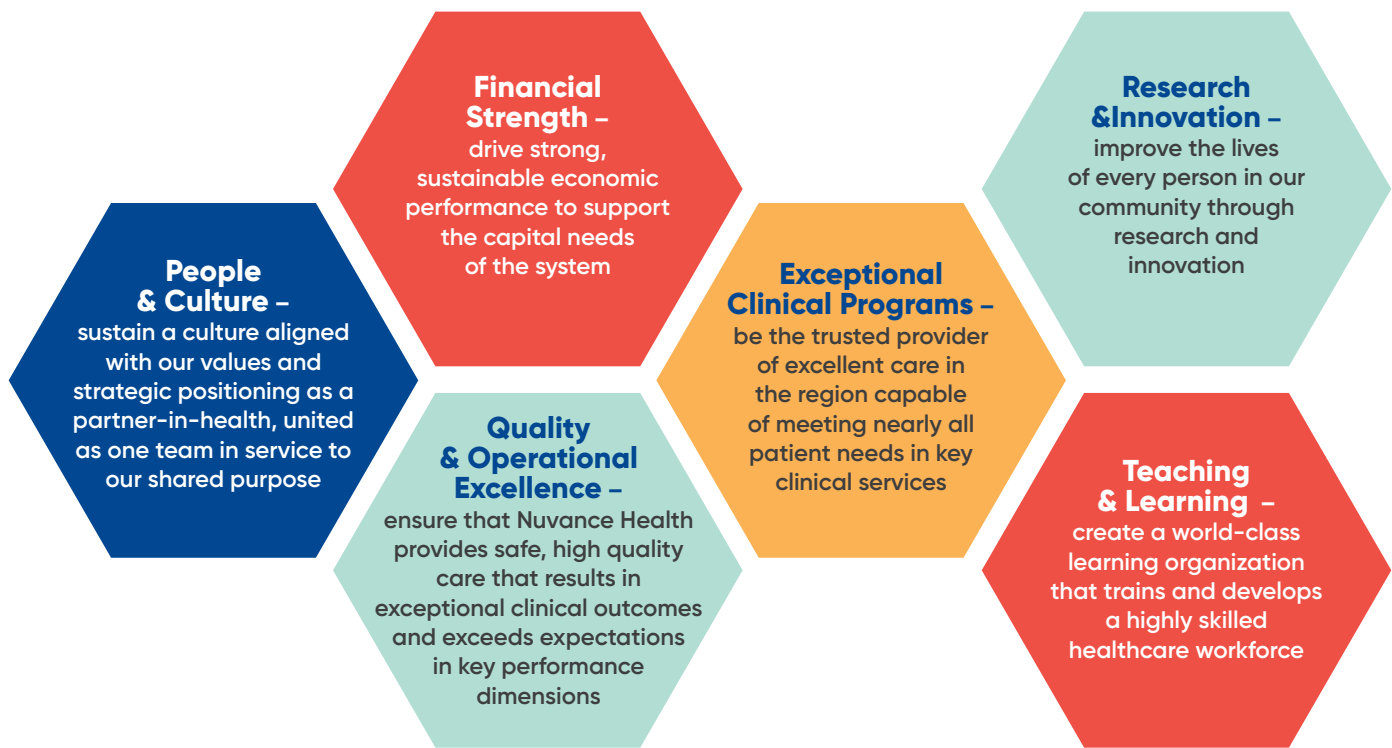 People
& Culture –
sustain a culture aligned
with our values and
strategic positioning as a
partner-in-health, united
as one team in service to
our shared purpose
Financial
Strength –
drive strong,
sustainable economic
performance to support
the capital needs
of the system
Quality
& Operational
Excellence –
ensure that Nuvance Health
provides safe, high quality
care that results in
exceptional clinical outcomes
and exceeds expectations
in key performance
dimensions
Exceptional
Clinical Programs –
be the trusted provider
of excellent care in
the region capable
of meeting nearly all
patient needs in key
clinical services
Research
&Innovation –
improve the lives
of every person in our
community through
research and
innovation
Teaching
& Learning –
create a world-class
learning organization
that trains and develops
a highly skilled
healthcare workforce